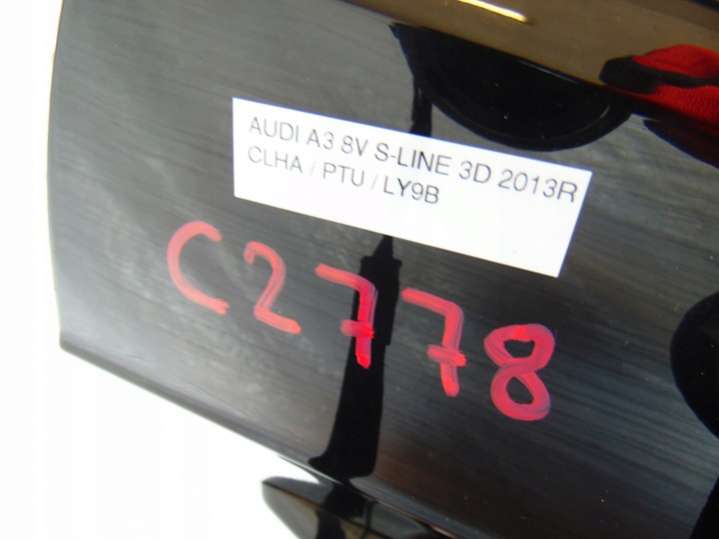 AUDI A3 8V S-LINE 3D 2013R
CLHA / PTU / LY9B
C2778